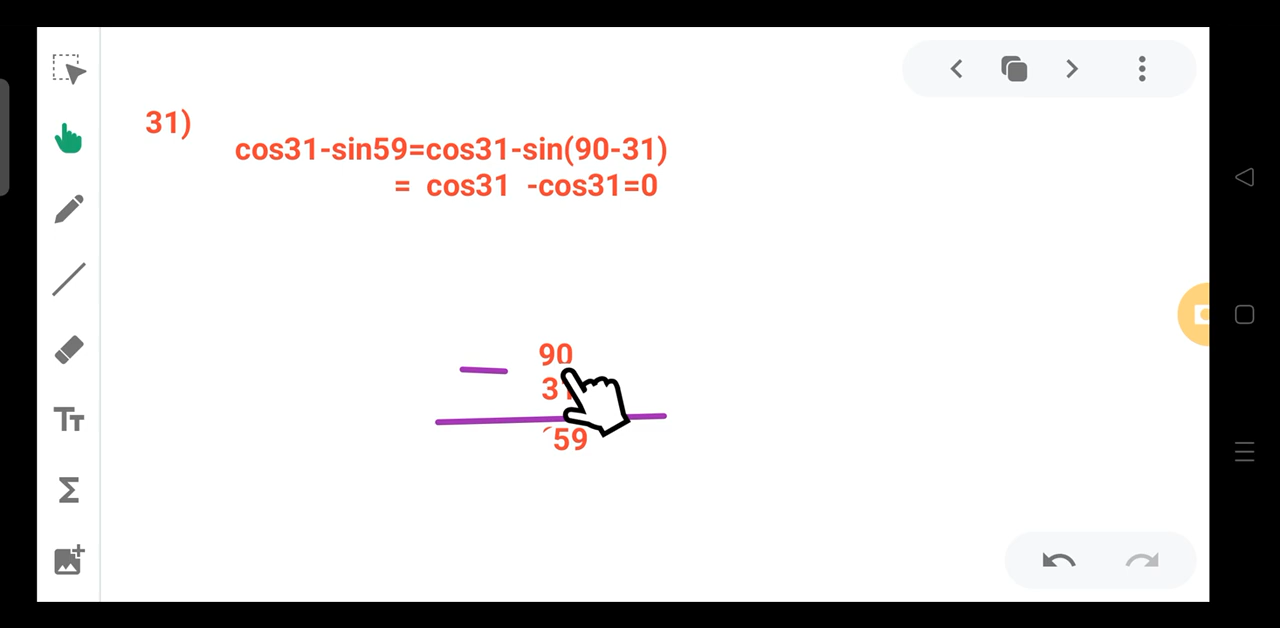 31)
cos31-sin59=cos31-sin(90-31)
= cos31 -cos31=0
90
59